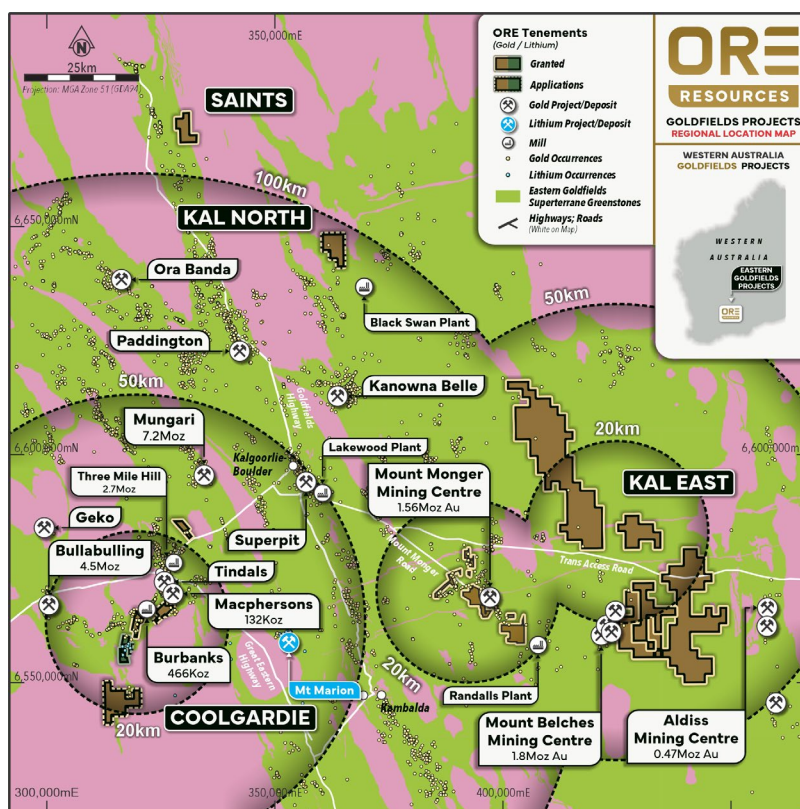 350,000mE
N
25km
Projection: MGA Zone 51 (GDA94)
ORE Tenements
(Gold / Lithium)
Granted
Applications
Gold Project/Deposit
Lithium Project/Deposit
Mill
Gold Occurrences
Lithium Occurrences
Eastern Goldfields
Superterrane Greenstones
Highways; Roads
(White on Map)
ORE
RESOURCES
GOLDFIELDS PROJECTS
REGIONAL LOCATION MAP
WESTERN AUSTRALIA
GOLDFIELDS PROJECTS
WESTERN
AUSTRALIA
EASTERN
GOLDFIELDS
PROJECTS
ORE
SAINTS
100km
KAL NORTH
6,650,000mN
Ora Banda
50km
Black Swan Plant
Paddington
50km
Kanowna Belle
Goldfields
Highway
Mungari
7.2Moz
20km
6,600,000mN
Kalgoorlie-
Boulder
Lakewood Plant
6,600,000m
Three Mile Hill
2.7Moz
Mount Monger
Mining Centre
1.56Moz Au
KAL EAST
Geko
Superpit
Bullabulling
4.5Moz
Mount Monger
Road
Trans Access Road
Tindals
Macphersons
132Koz
Burbanks
466Koz
Great Eastern
Highway
20km
6,550,000mN
Mt Marion
Kambalda
Randalls Plant
COOLGARDIE
20km
Mount Belches
Mining Centre
1.8Moz Au
Aldiss
Mining Centre
0.47Moz Au
300,000mE
350,000mE
400,000mE